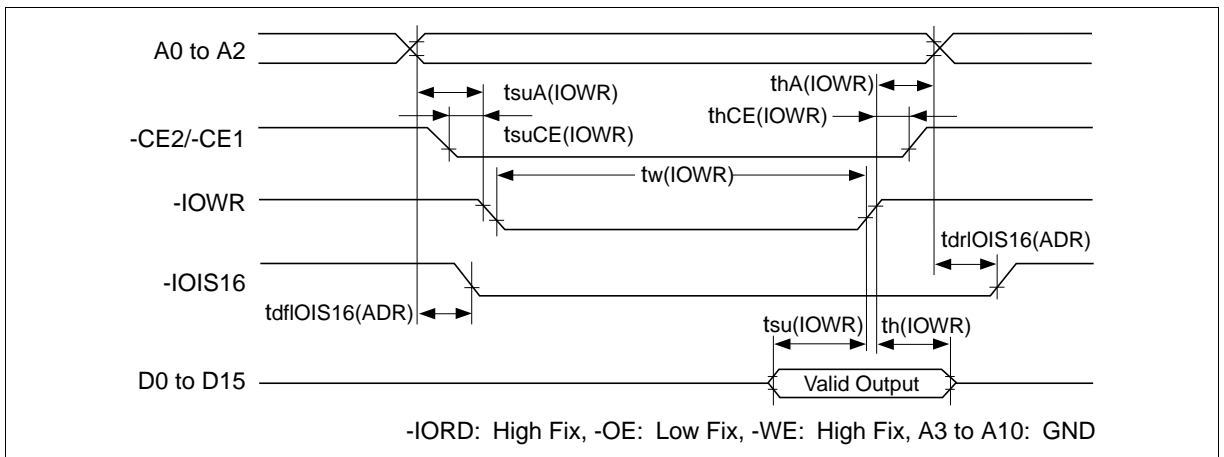 A0 to A2
tsuA(IOWR)
thA(IOWR)
thCE(IOWR)
-CE2/-CE1
tsuCE(IOWR)
tw(IOWR)
-IOWR
tdrIOIS16(ADR)
-IOIS16
tdfIOIS16(ADR)
tsu(IOWR)
th(IOWR)
D0 to D15
Valid Output
-IORD: High Fix, -OE: Low Fix, -WE: High Fix, A3 to A10: GND